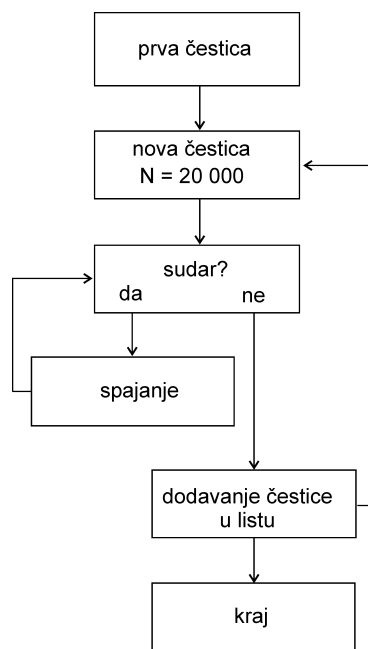 prva čestica
nova čestica
N = 20 000
sudar?
da ne
spajanje
dodavanje čestice
u listu
kraj